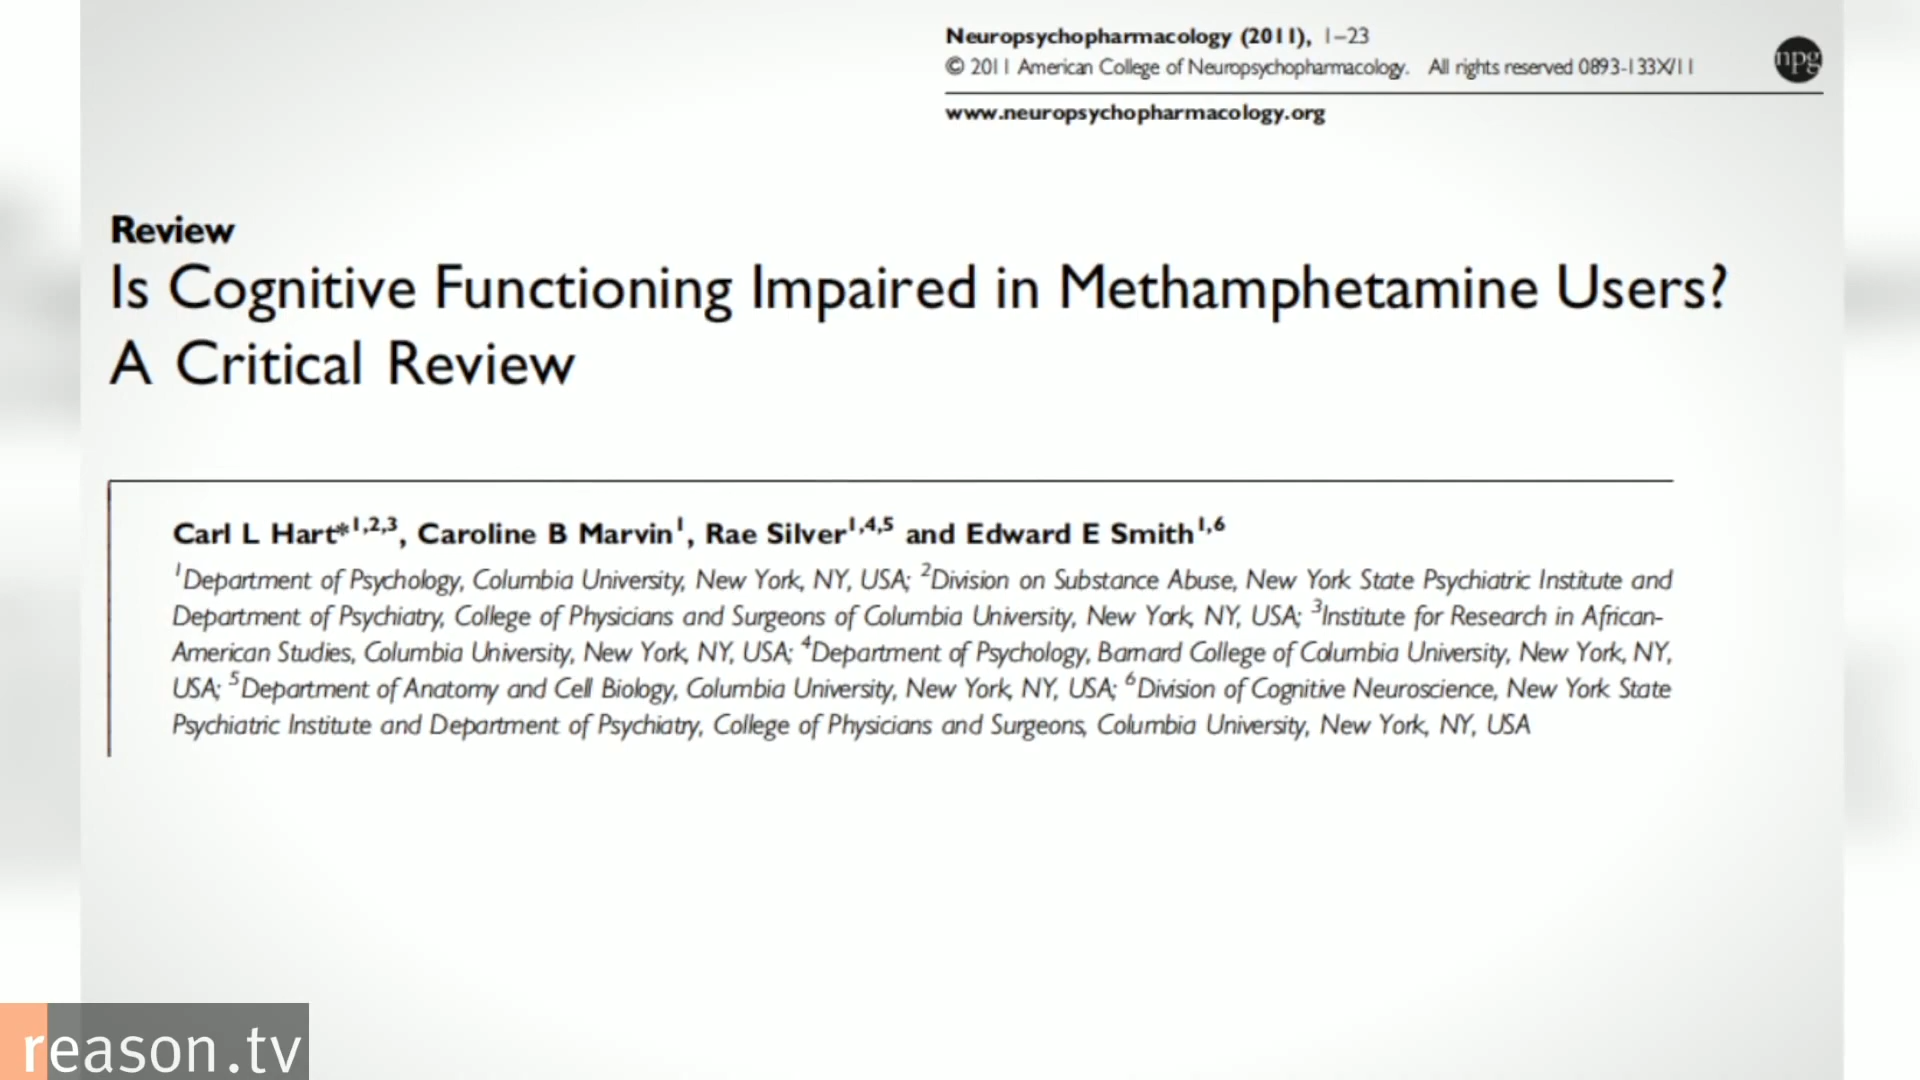 Neuropsychopharmacology (2011), 1–23
© 2011 American College of Neuropsychopharmacology. All rights reserved 0893-133X/11
npg
www.neuropsychopharmacology.org
Review
Is Cognitive Functioning Impaired in Methamphetamine Users?
A Critical Review
Carl L Hart*1,2,3, Caroline B Marvin1, Rae Silver1,4,5 and Edward E Smith1,6
1Department of Psychology, Columbia University, New York, NY, USA; 2Division on Substance Abuse, New York State Psychiatric Institute and
Department of Psychiatry, College of Physicians and Surgeons of Columbia University, New York, NY, USA; 3Institute for Research in African-
American Studies, Columbia University, New York, NY, USA; 4Department of Psychology, Barnard College of Columbia University, New York, NY,
USA; 5Department of Anatomy and Cell Biology, Columbia University, New York, NY, USA; 6Division of Cognitive Neuroscience, New York State
Psychiatric Institute and Department of Psychiatry, College of Physicians and Surgeons, Columbia University, New York, NY, USA
reason.tv